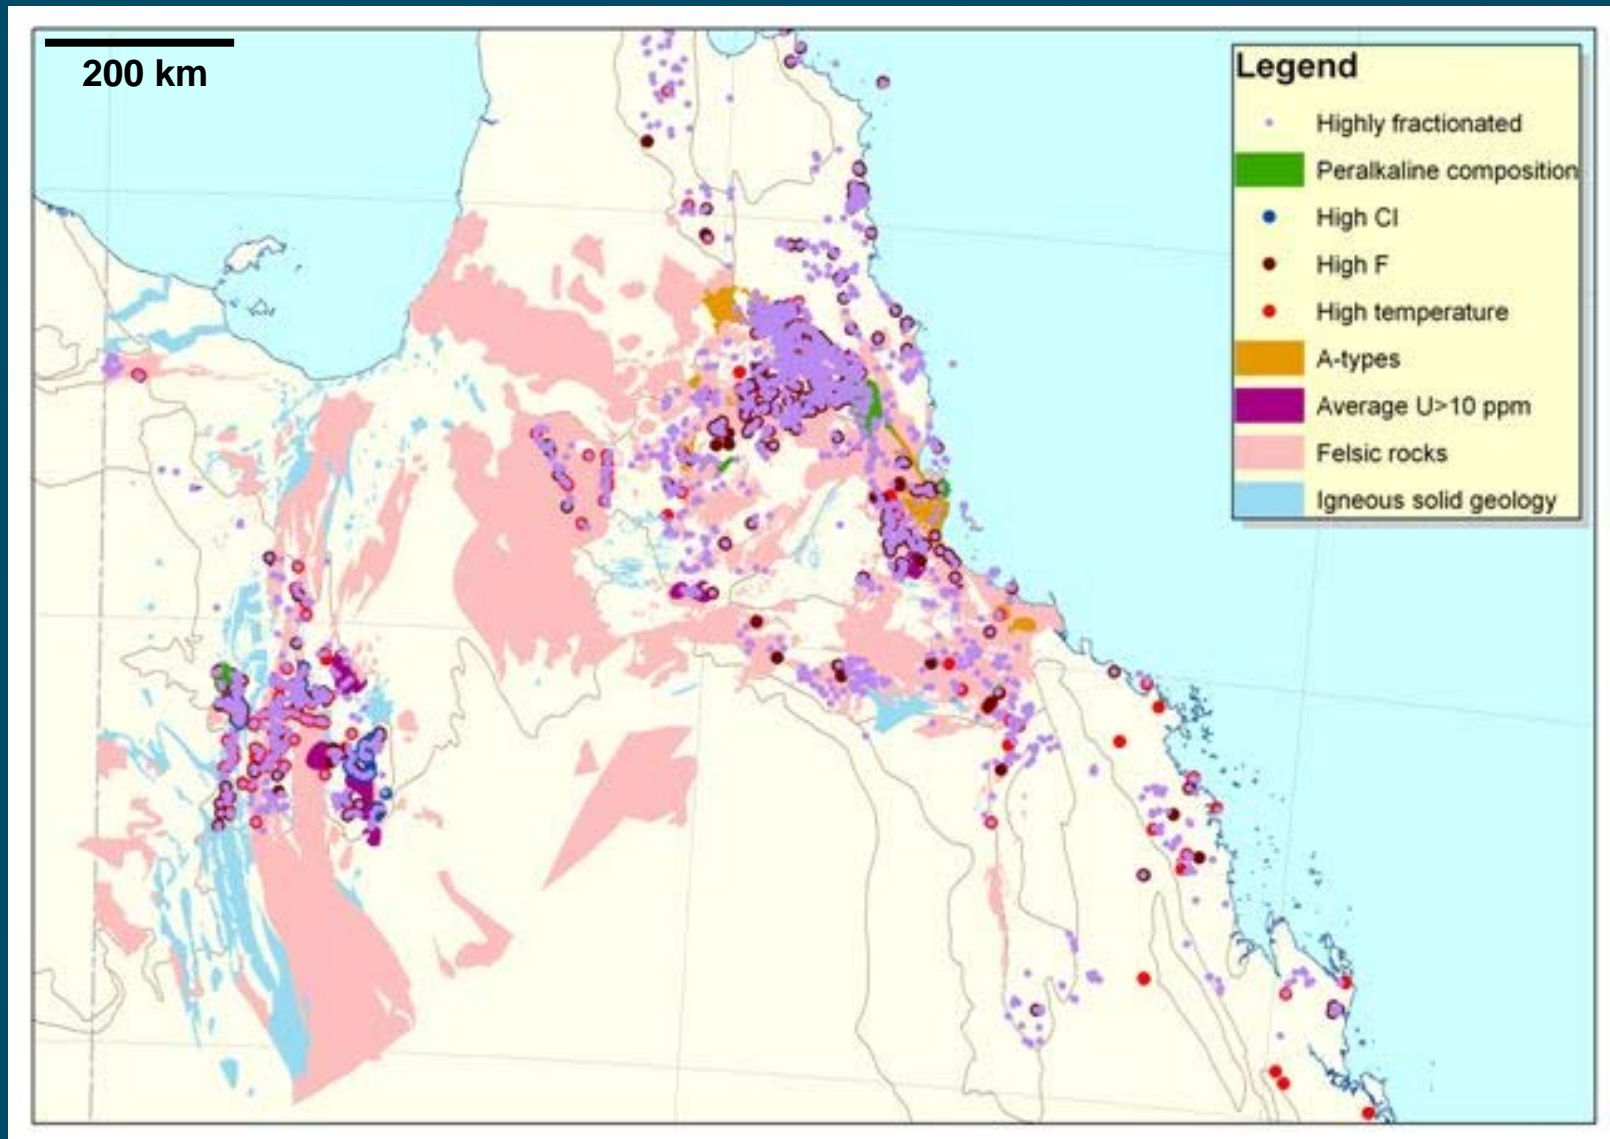 200 km
Legend
Highly fractionated
Peralkaline composition
High Cl
High F
High temperature
A-types
Average U>10 ppm
Felsic rocks
Igneous solid geology